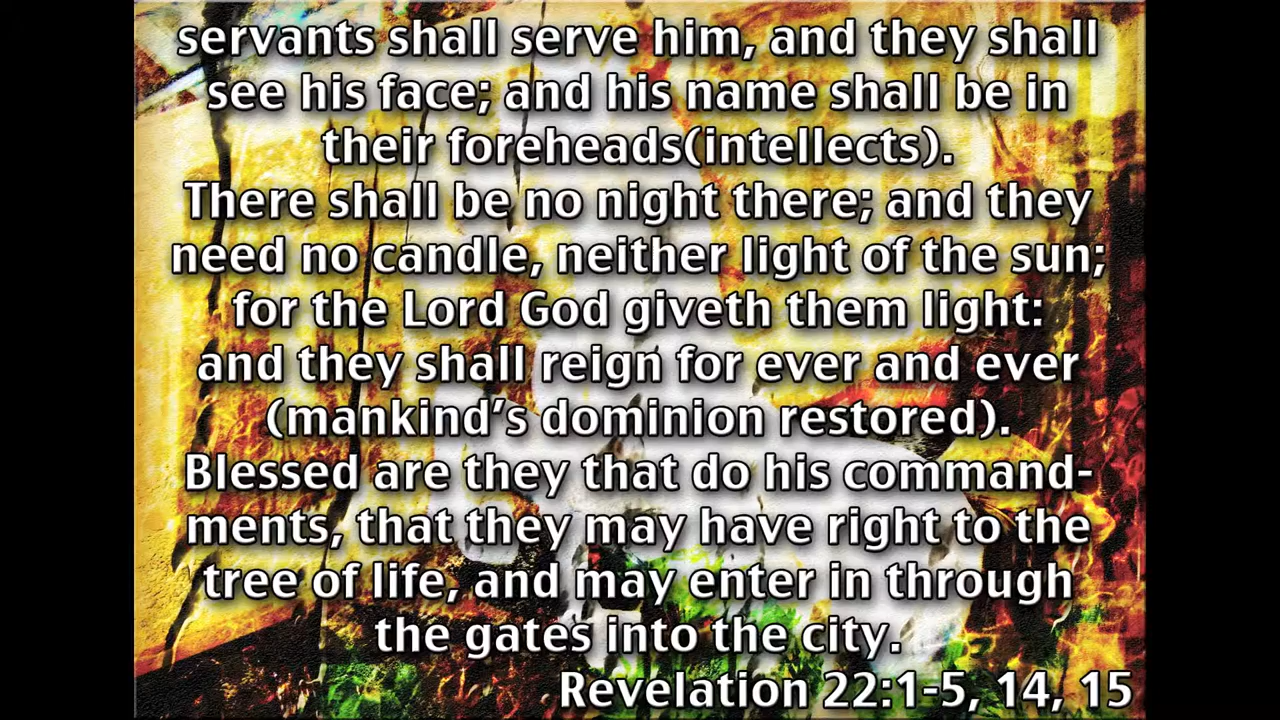 servants shall serve him, and they shall
see his face; and his name shall be in
their foreheads(intellects).
There shall be no night there; and they
need no candle, neither light of the sun;
for the Lord God giveth them light:
and they shall reign for ever and ever
(mankind's dominion restored).
Blessed are they that do his command-
ments, that they may have right to the
tree of life, and may enter in through
the gates into the city.
Revelation 22:1-5, 14, 15